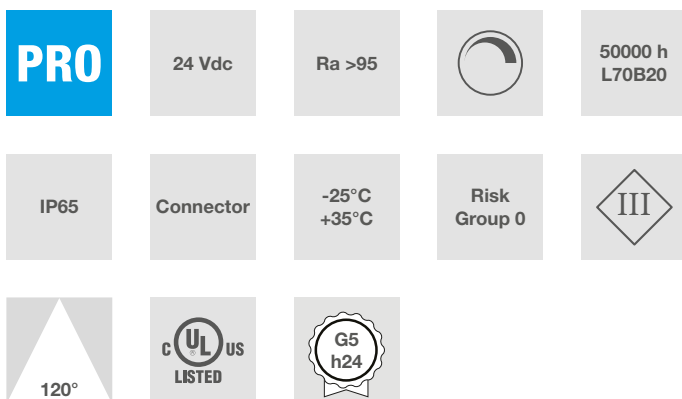 PRO
24 Vdc
Ra >95
50000 h
L70B20
IP65
Connector
-25°C
+35°C
Risk
Group 0
III
120°
C UL US
®
LISTED
G5
h24